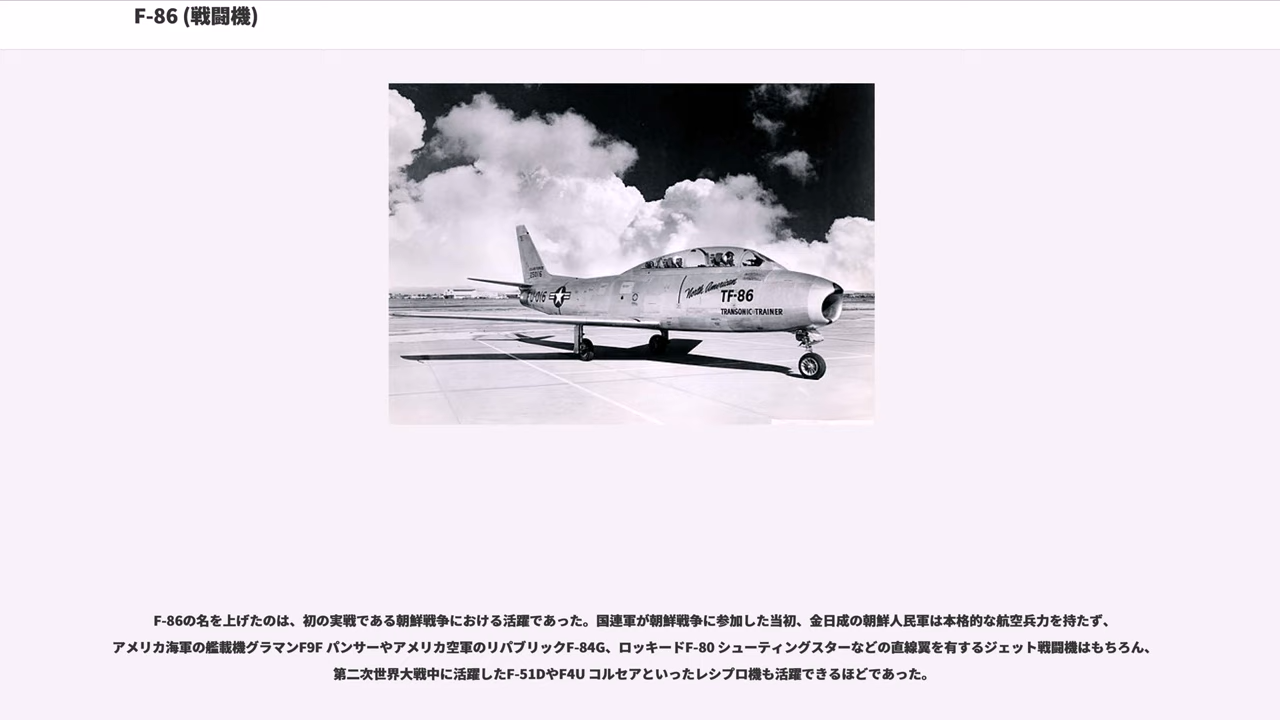 F-86 (戦闘機)
North American
TF-86
TRANSONIC TRAINER
F-86の名を上げたのは、初の実戦である朝鮮戦争における活躍であった。国連軍が朝鮮戦争に参加した当初、金日成の朝鮮人民軍は本格的な航空兵力を持たず、
アメリカ海軍の艦載機グラマンF9F パンサーやアメリカ空軍のリパブリックF-84G、ロッキードF-80 シューティングスターなどの直線翼を有するジェット戦闘機はもちろん、
第二次世界大戦中に活躍したF-51DやF4U コルセアといったレシプロ機も活躍できるほどであった。